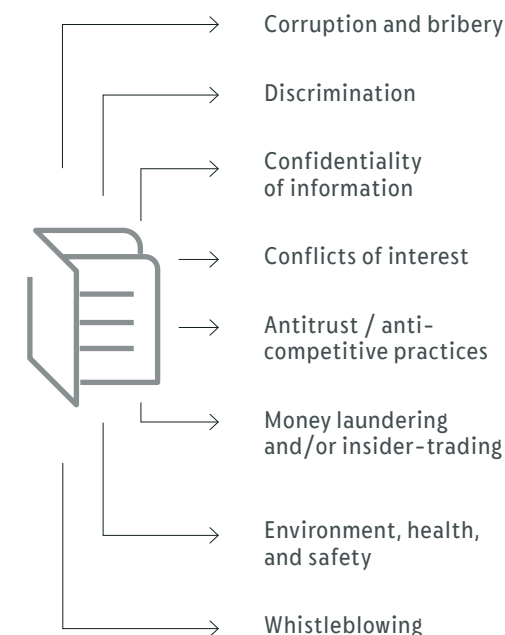 Corruption and bribery
Discrimination
Confidentiality
of information
Conflicts of interest
Antitrust / anti-
competitive practices
Money laundering
and/or insider-trading
Environment, health,
and safety
Whistleblowing